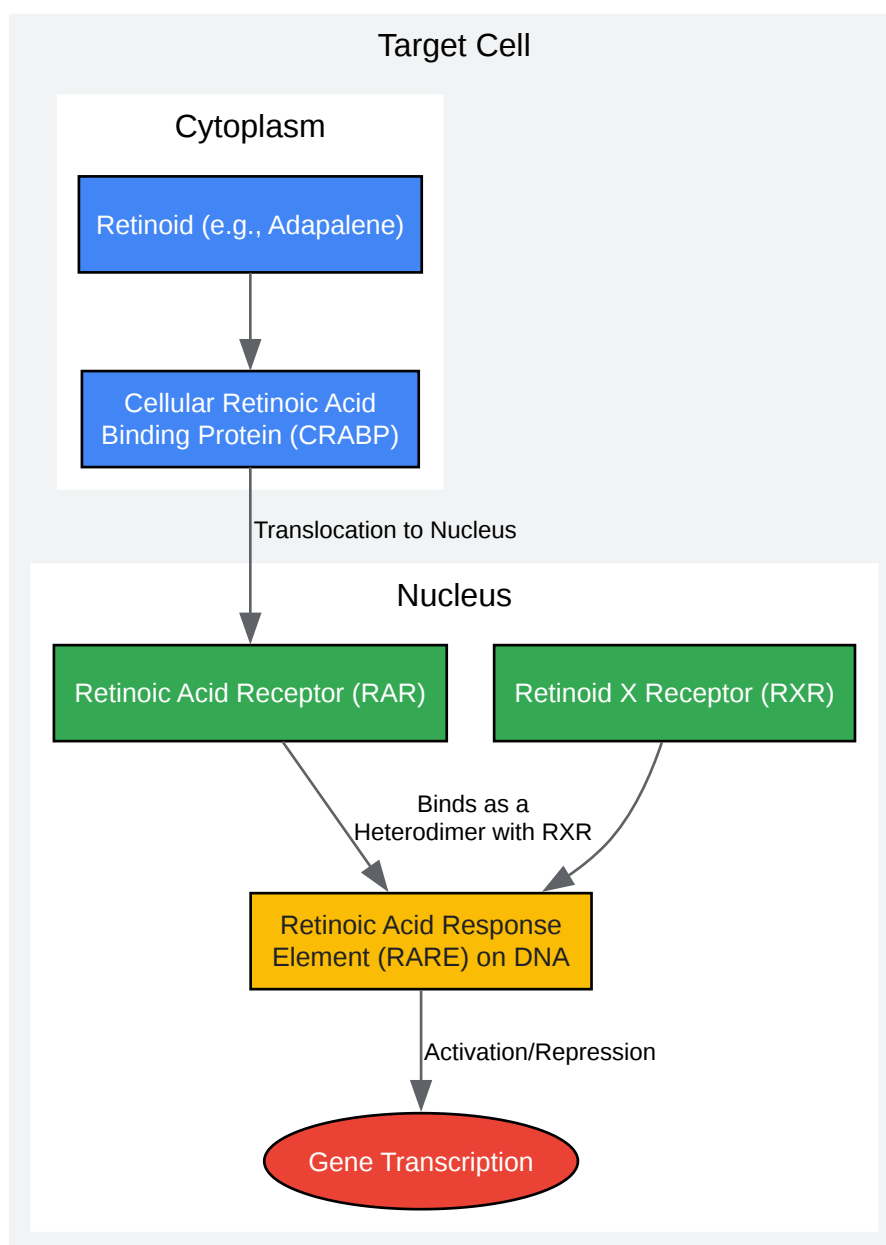 Target Cell
Cytoplasm
Retinoid (e.g., Adapalene)
Cellular Retinoic Acid
Binding Protein (CRABP)
Translocation to Nucleus
Nucleus
Retinoic Acid Receptor (RAR)
Retinoid X Receptor (RXR)
Binds as a
Heterodimer with RXR
Retinoic Acid Response
Element (RARE) on DNA
Activation/Repression
Gene Transcription